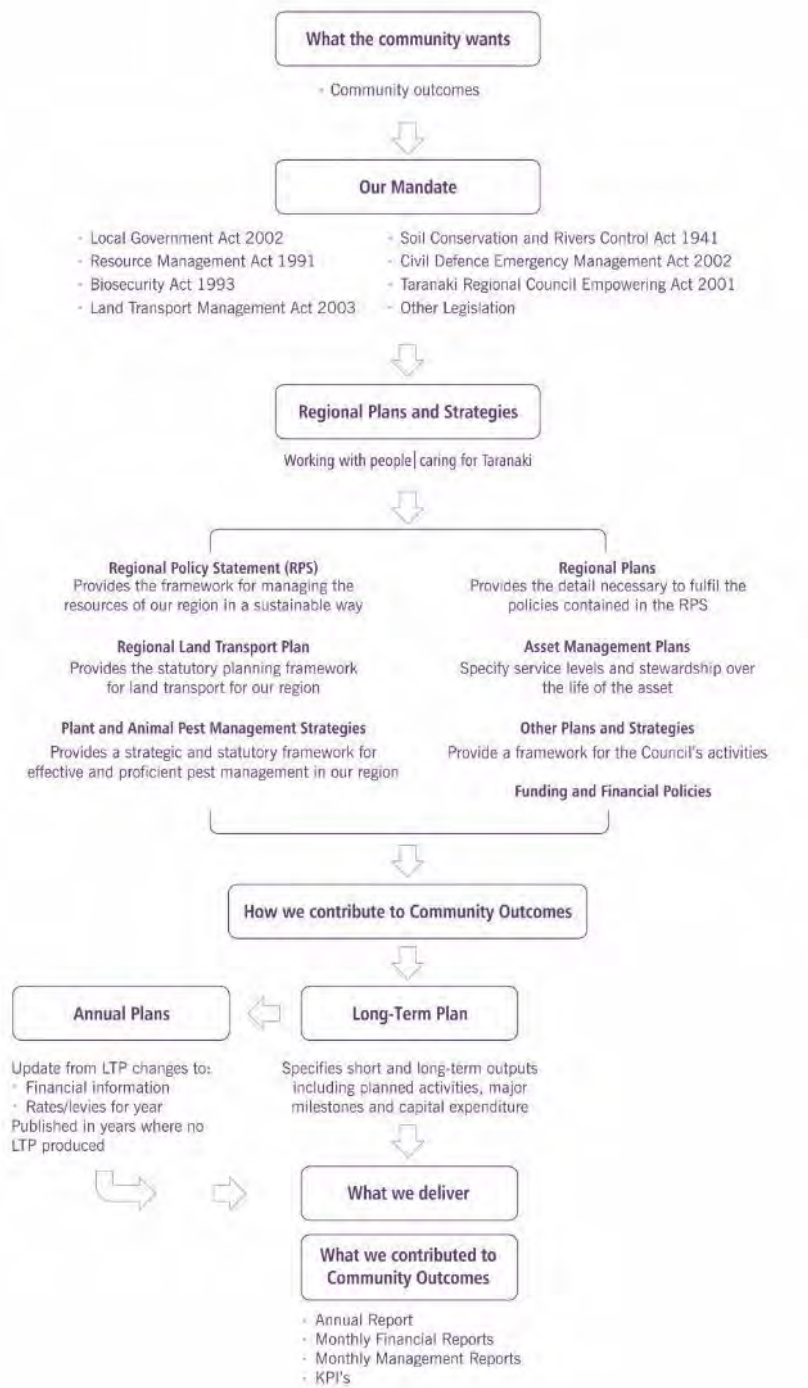 What the community wants
· Community outcomes
Our Mandate
· Local Government Act 2002
· Resource Management Act 1991
· Biosecurity Act 1993
· Land Transport Management Act 2003
· Soil Conservation and Rivers Control Act 1941
· Civil Defence Emergency Management Act 2002
· Taranaki Regional Council Empowering Act 2001
· Other Legislation
Regional Plans and Strategies
Working with people | caring for Taranaki
Regional Policy Statement (RPS)
Provides the framework for managing the
resources of our region in a sustainable way
Regional Land Transport Plan
Provides the statutory planning framework
for land transport for our region
Plant and Animal Pest Management Strategies
Provides a strategic and statutory framework for
effective and proficient pest management in our region
Regional Plans
Provides the detail necessary to fulfil the
policies contained in the RPS
Asset Management Plans
Specify service levels and stewardship over
the life of the asset
Other Plans and Strategies
Provide a framework for the Council's activities
Funding and Financial Policies
How we contribute to Community Outcomes
Annual Plans
Update from LTP changes to:
· Financial information
· Rates/levies for year
Published in years where no
LTP produced
Long-Term Plan
Specifies short and long-term outputs
including planned activities, major
milestones and capital expenditure
What we deliver
What we contributed to
Community Outcomes
· Annual Report
· Monthly Financial Reports
· Monthly Management Reports
· KPI's